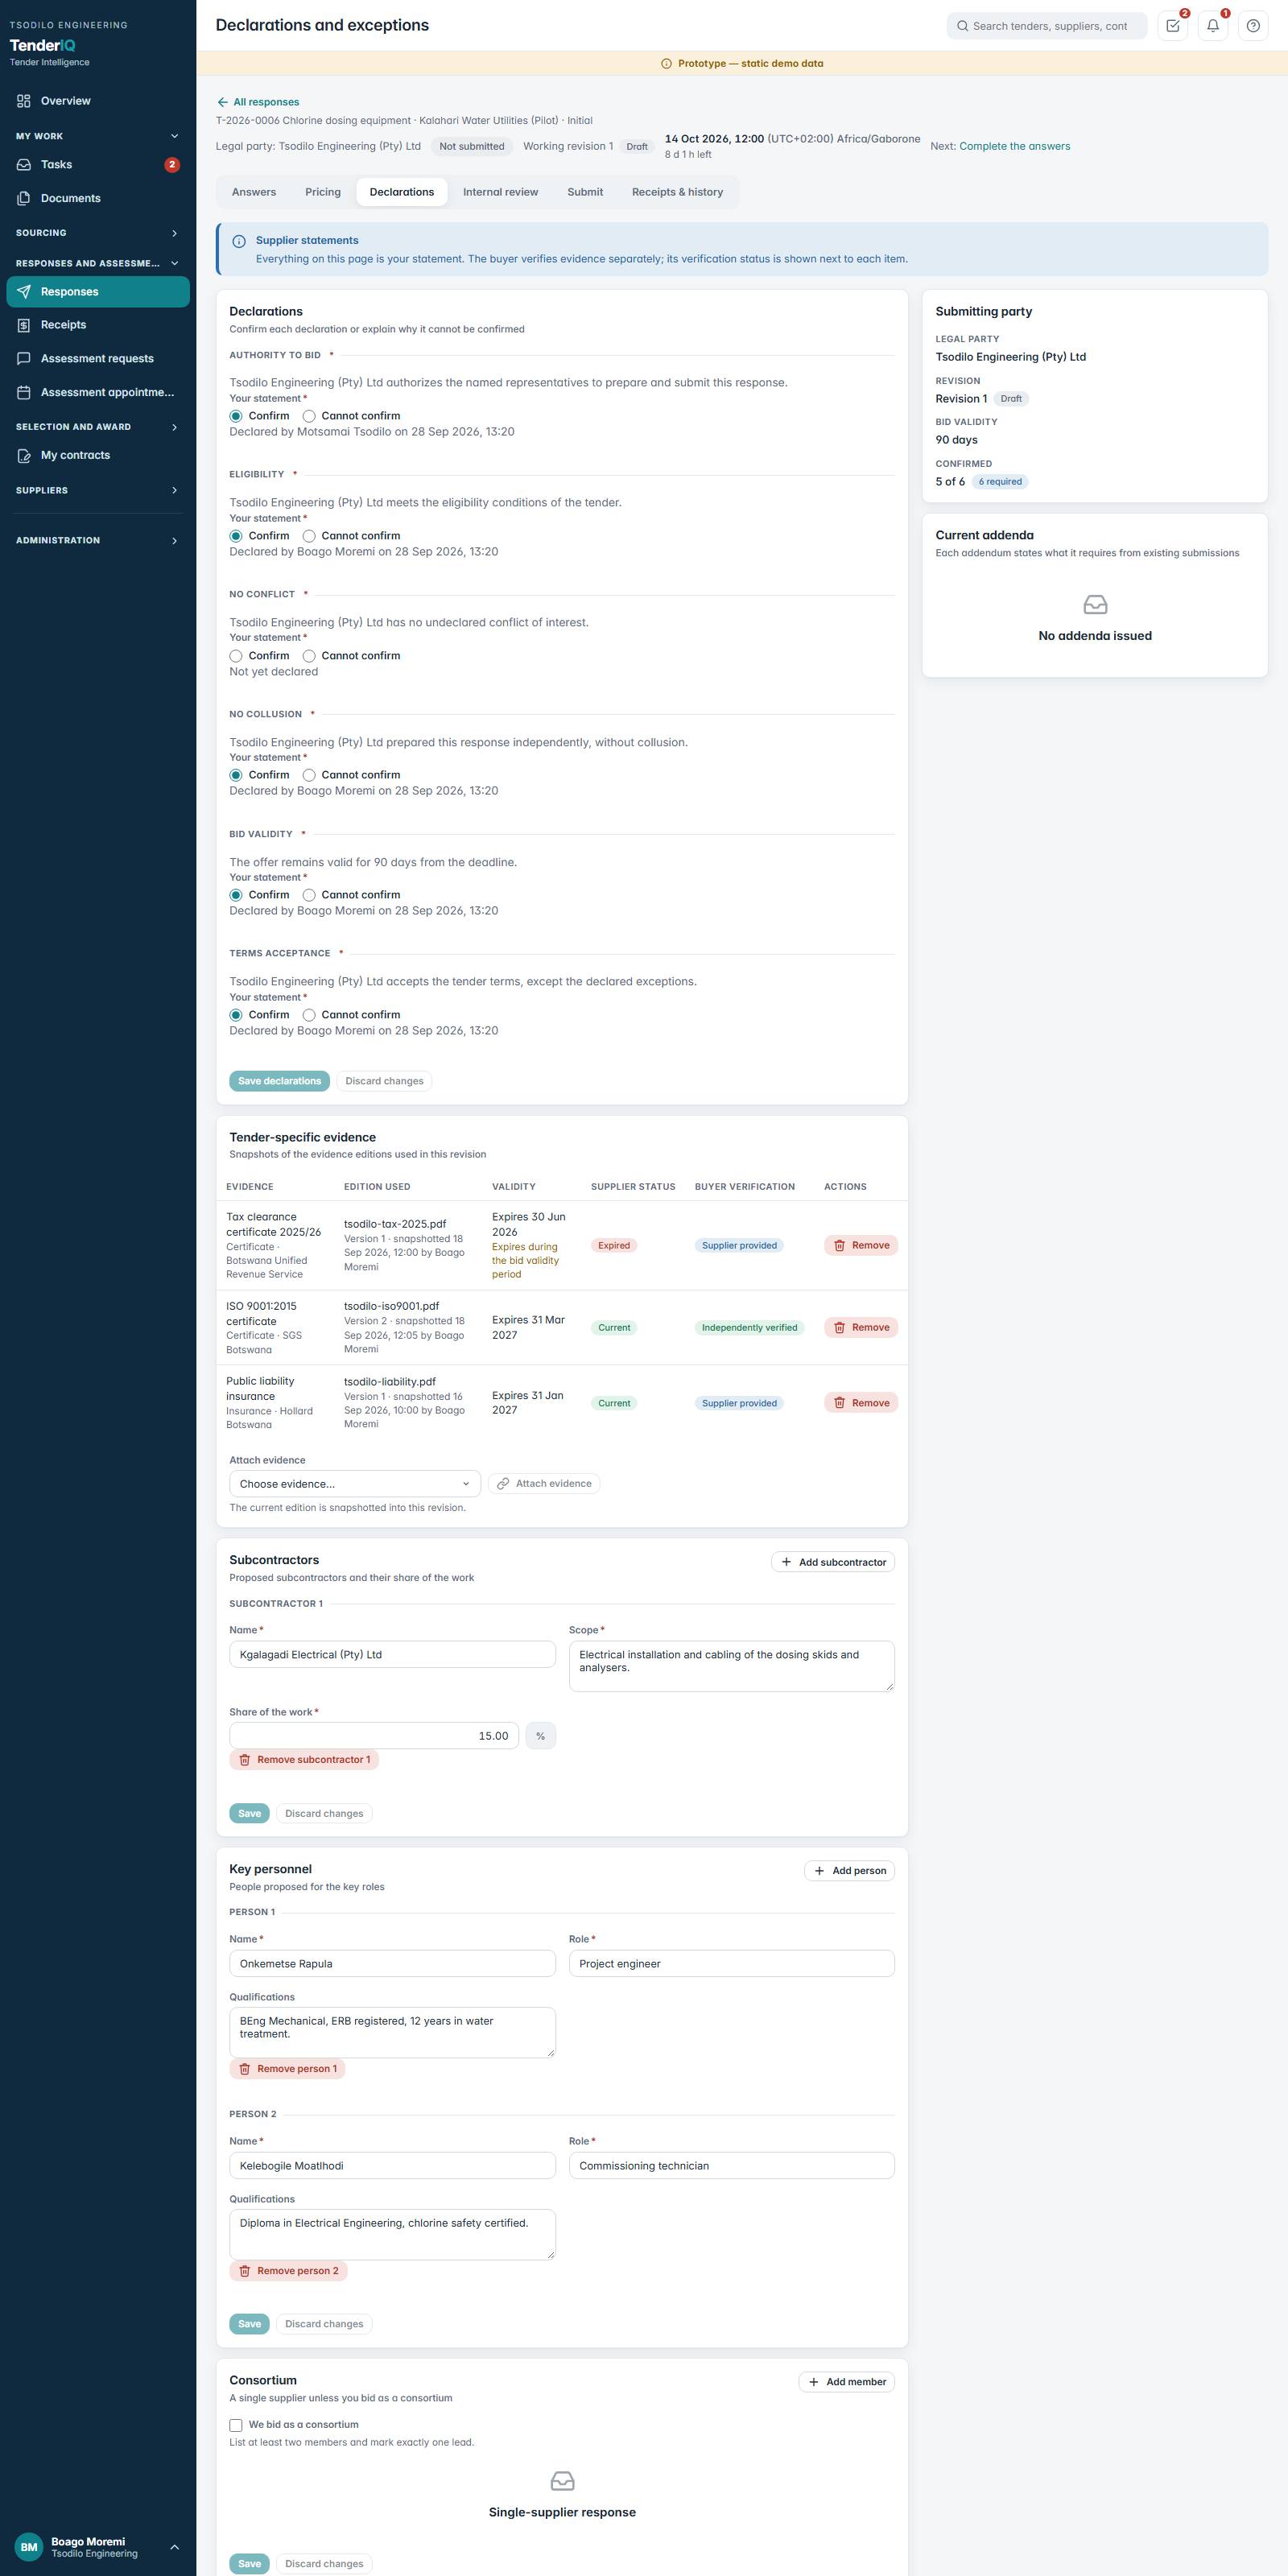 TSODILO ENGINEERING
TenderIQ
Tender Intelligence
Overview
MY WORK
Tasks
2
Documents
SOURCING
RESPONSES AND ASSESSME...
Responses
Receipts
Assessment requests
Assessment appointme...
SELECTION AND AWARD
My contracts
SUPPLIERS
ADMINISTRATION
BM
Boago Moremi
Tsodilo Engineering
Declarations and exceptions
Search tenders, suppliers, cont
2
1
Prototype — static demo data
All responses
T-2026-0006 Chlorine dosing equipment · Kalahari Water Utilities (Pilot) · Initial
Legal party: Tsodilo Engineering (Pty) Ltd
Not submitted
Working revision 1
Draft
14 Oct 2026, 12:00 (UTC+02:00) Africa/Gaborone
8 d 1 h left
Next: Complete the answers
Answers
Pricing
Declarations
Internal review
Submit
Receipts & history
Supplier statements
Everything on this page is your statement. The buyer verifies evidence separately; its verification status is shown next to each item.
Declarations
Confirm each declaration or explain why it cannot be confirmed
AUTHORITY TO BID *
Tsodilo Engineering (Pty) Ltd authorizes the named representatives to prepare and submit this response.
Your statement *
Confirm
Cannot confirm
Declared by Motsamai Tsodilo on 28 Sep 2026, 13:20
ELIGIBILITY *
Tsodilo Engineering (Pty) Ltd meets the eligibility conditions of the tender.
Your statement *
Confirm
Cannot confirm
Declared by Boago Moremi on 28 Sep 2026, 13:20
NO CONFLICT *
Tsodilo Engineering (Pty) Ltd has no undeclared conflict of interest.
Your statement *
Confirm
Cannot confirm
Not yet declared
NO COLLUSION *
Tsodilo Engineering (Pty) Ltd prepared this response independently, without collusion.
Your statement *
Confirm
Cannot confirm
Declared by Boago Moremi on 28 Sep 2026, 13:20
BID VALIDITY *
The offer remains valid for 90 days from the deadline.
Your statement *
Confirm
Cannot confirm
Declared by Boago Moremi on 28 Sep 2026, 13:20
TERMS ACCEPTANCE *
Tsodilo Engineering (Pty) Ltd accepts the tender terms, except the declared exceptions.
Your statement *
Confirm
Cannot confirm
Declared by Boago Moremi on 28 Sep 2026, 13:20
Save declarations
Discard changes
Submitting party
LEGAL PARTY
Tsodilo Engineering (Pty) Ltd
REVISION
Revision 1
Draft
BID VALIDITY
90 days
CONFIRMED
5 of 6
6 required
Current addenda
Each addendum states what it requires from existing submissions
No addenda issued
Tender-specific evidence
Snapshots of the evidence editions used in this revision
EVIDENCE
EDITION USED
VALIDITY
SUPPLIER STATUS
BUYER VERIFICATION
ACTIONS
Tax clearance
certificate 2025/26
Certificate ·
Botswana Unified
Revenue Service
tsodilo-tax-2025.pdf
Version 1 · snapshotted 18
Sep 2026, 12:00 by Boago
Moremi
Expires 30 Jun
2026
Expires during
the bid validity
period
Expired
Supplier provided
Remove
ISO 9001:2015
certificate
Certificate · SGS
Botswana
tsodilo-iso9001.pdf
Version 2 · snapshotted 18
Sep 2026, 12:05 by Boago
Moremi
Expires 31 Mar
2027
Current
Independently verified
Remove
Public liability
insurance
Insurance · Hollard
Botswana
tsodilo-liability.pdf
Version 1 · snapshotted 16
Sep 2026, 10:00 by Boago
Moremi
Expires 31 Jan
2027
Current
Supplier provided
Remove
Attach evidence
Choose evidence...
Attach evidence
The current edition is snapshotted into this revision.
Subcontractors
Proposed subcontractors and their share of the work
Add subcontractor
SUBCONTRACTOR 1
Name *
Scope *
Kgalagadi Electrical (Pty) Ltd
Electrical installation and cabling of the dosing skids and
analysers.
Share of the work *
15.00
%
Remove subcontractor 1
Save
Discard changes
Key personnel
People proposed for the key roles
Add person
PERSON 1
Name *
Role *
Onkemetse Rapula
Project engineer
Qualifications
BEng Mechanical, ERB registered, 12 years in water
treatment.
Remove person 1
PERSON 2
Name *
Role *
Kelebogile Moatlhodi
Commissioning technician
Qualifications
Diploma in Electrical Engineering, chlorine safety certified.
Remove person 2
Save
Discard changes
Consortium
A single supplier unless you bid as a consortium
Add member
We bid as a consortium
List at least two members and mark exactly one lead.
Single-supplier response
Save
Discard changes